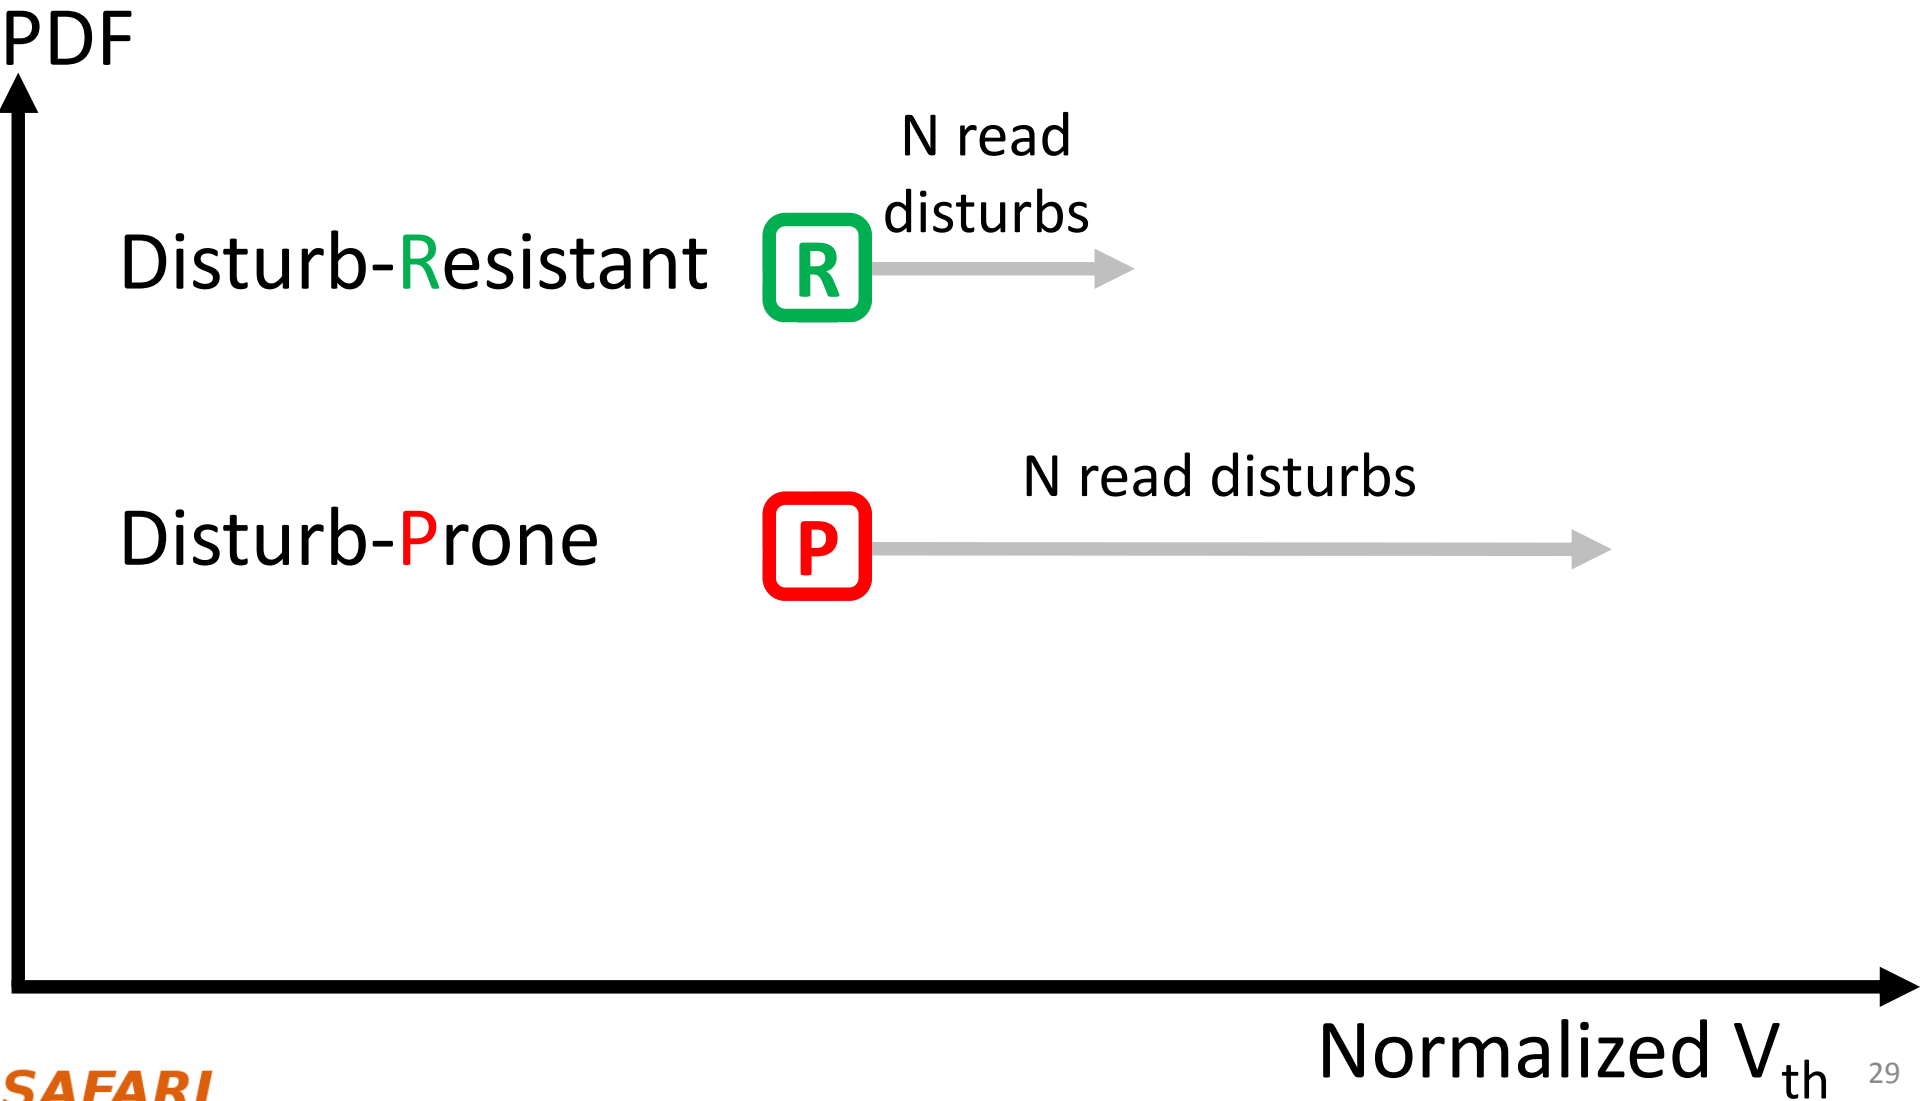 PDF
N read
disturbs
Disturb-Resistant
R
N read disturbs
Disturb-Prone
P
Normalized Vth
29
SAFARI